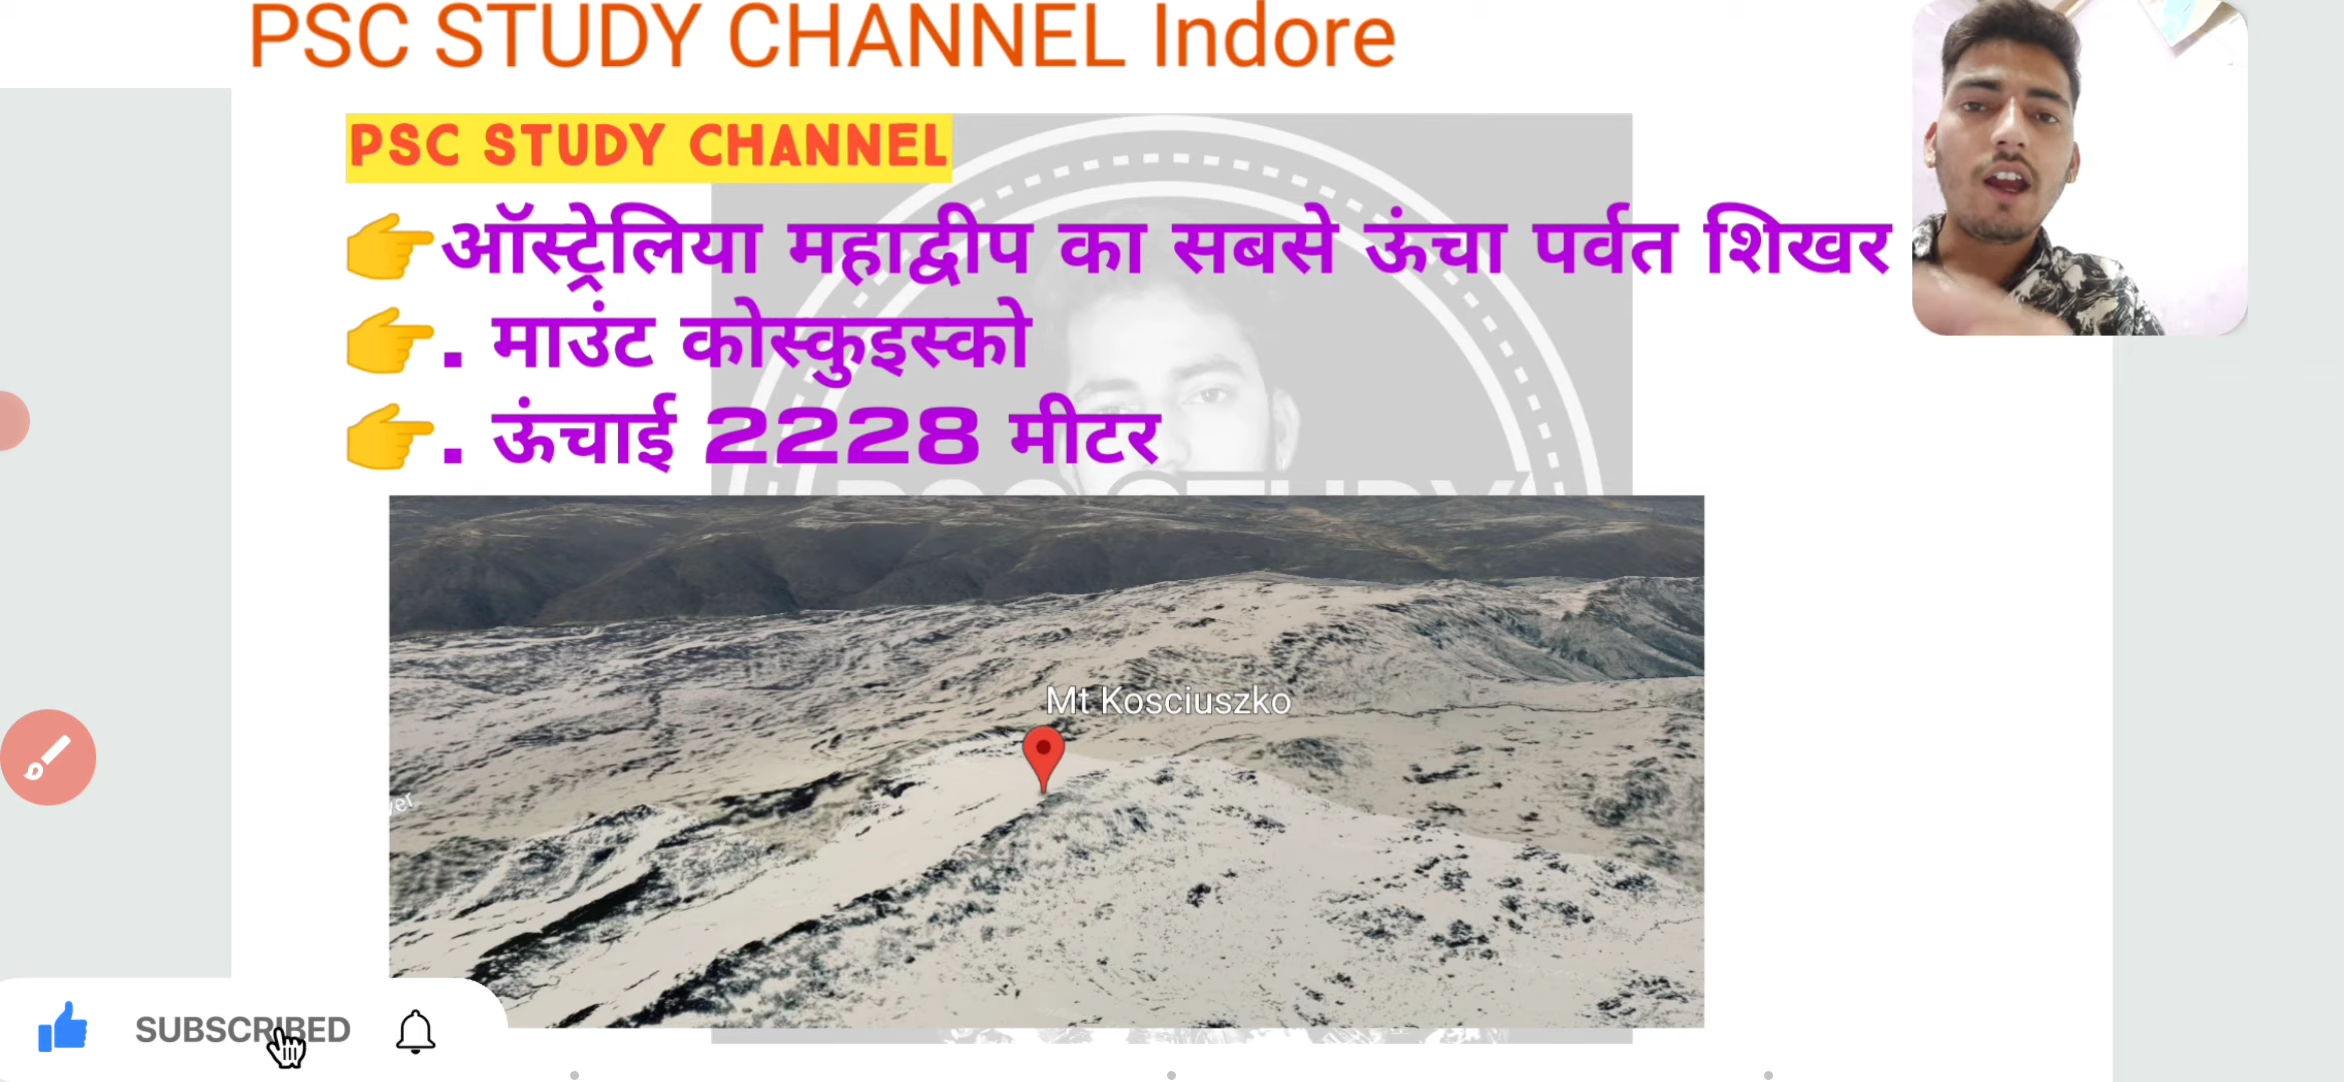 PSC STUDY CHANNEL Indore
PSC STUDY CHANNEL
👉ऑस्ट्रेलिया महाद्वीप का सबसे ऊंचा पर्वत शिखर
👉. माउंट कोस्कुइस्को
👉. ऊंचाई 2228 मीटर
Mt Kosciuszko
SUBSCRIBED